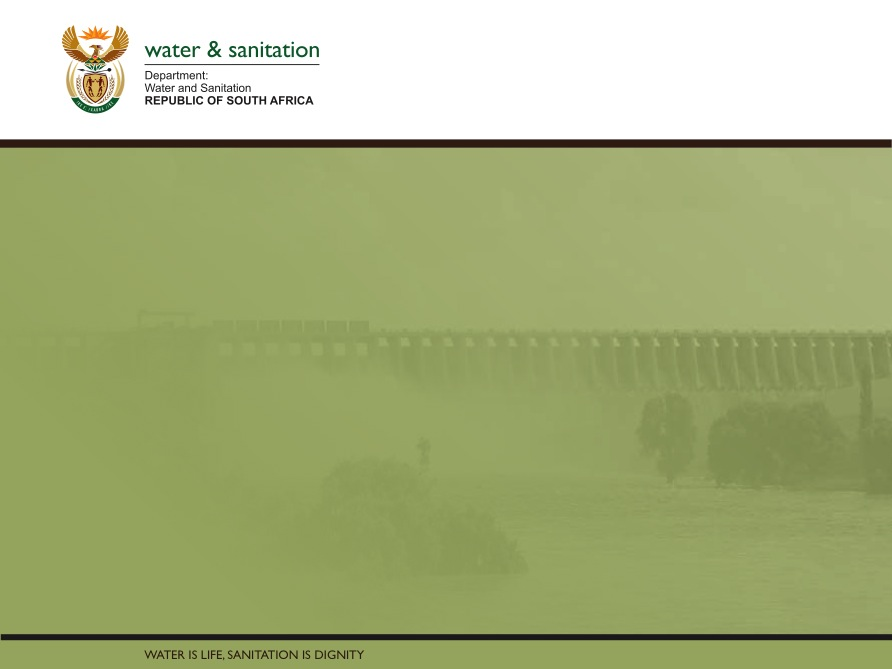 water & sanitation
Department:
Water and Sanitation
REPUBLIC OF SOUTH AFRICA
WATER IS LIFE, SANITATION IS DIGNITY